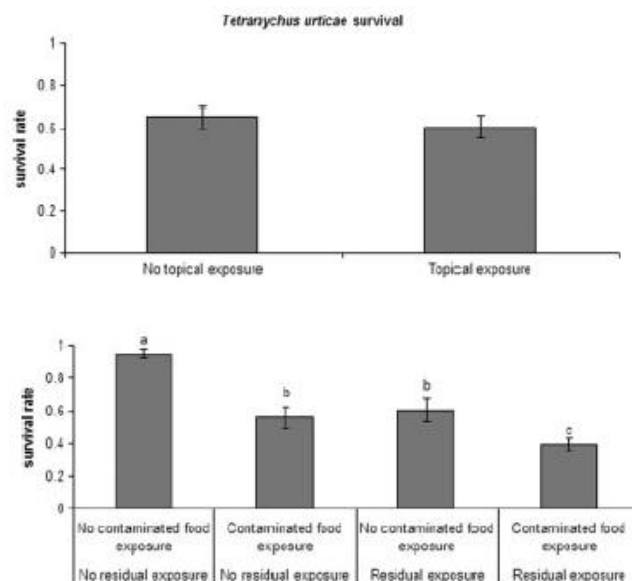 Tetranychus urticae survival
1
0.8
0.6
0.4
0.2
0
survival rate
No topical exposure
Topical exposure
1
0.8
0.6
0.4
0.2
0
survival rate
a
b
b
c
No contaminated food exposure
Contaminated food exposure
No contaminated food exposure
Contaminated food exposure
No residual exposure
No residual exposure
Residual exposure
Residual exposure